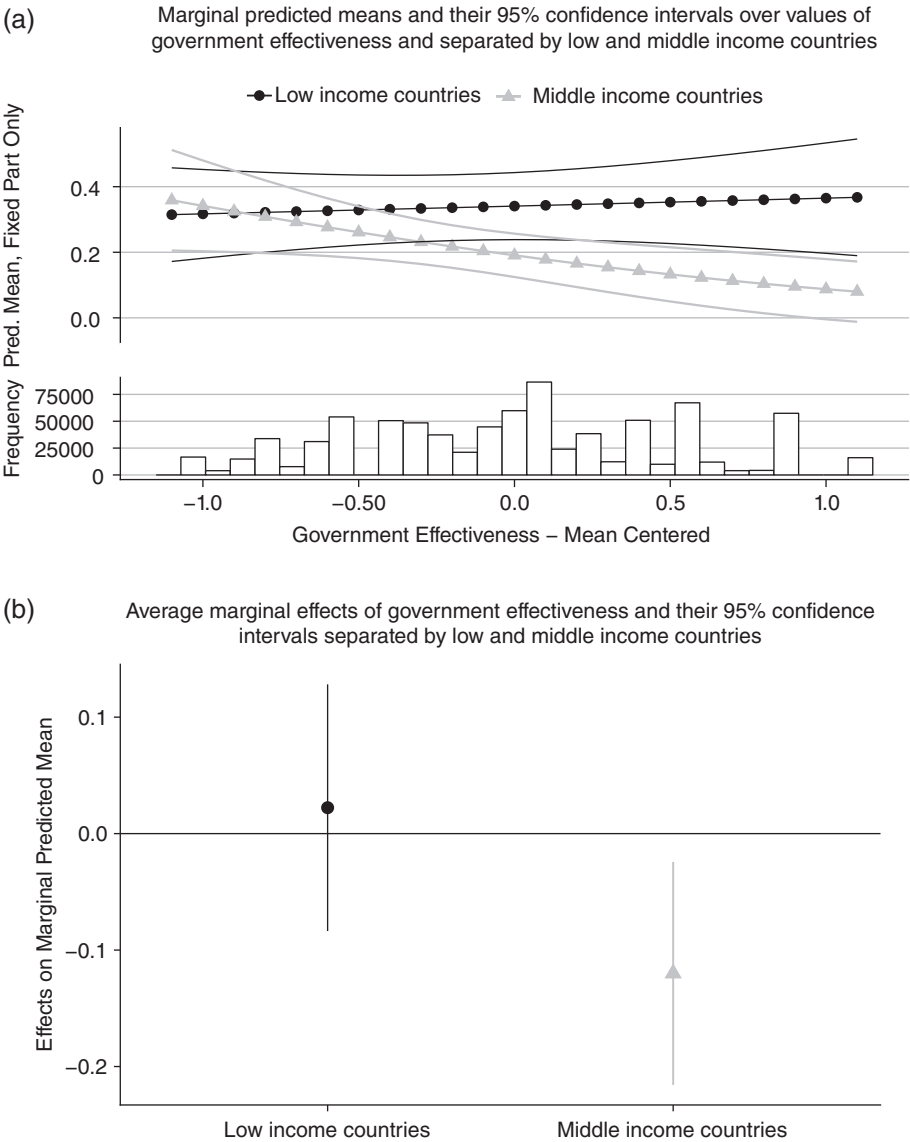 (a)
Marginal predicted means and their 95% confidence intervals over values of
government effectiveness and separated by low and middle income countries
Low income countries Middle income countries
Pred. Mean, Fixed Part Only
0.4
0.2
0.0
Frequency
75000
50000
25000
0
−1.0 −0.50 0.0 0.5 1.0
Government Effectiveness − Mean Centered
(b)
Average marginal effects of government effectiveness and their 95% confidence
intervals separated by low and middle income countries
Effects on Marginal Predicted Mean
0.1
0.0
−0.1
−0.2
Low income countries Middle income countries